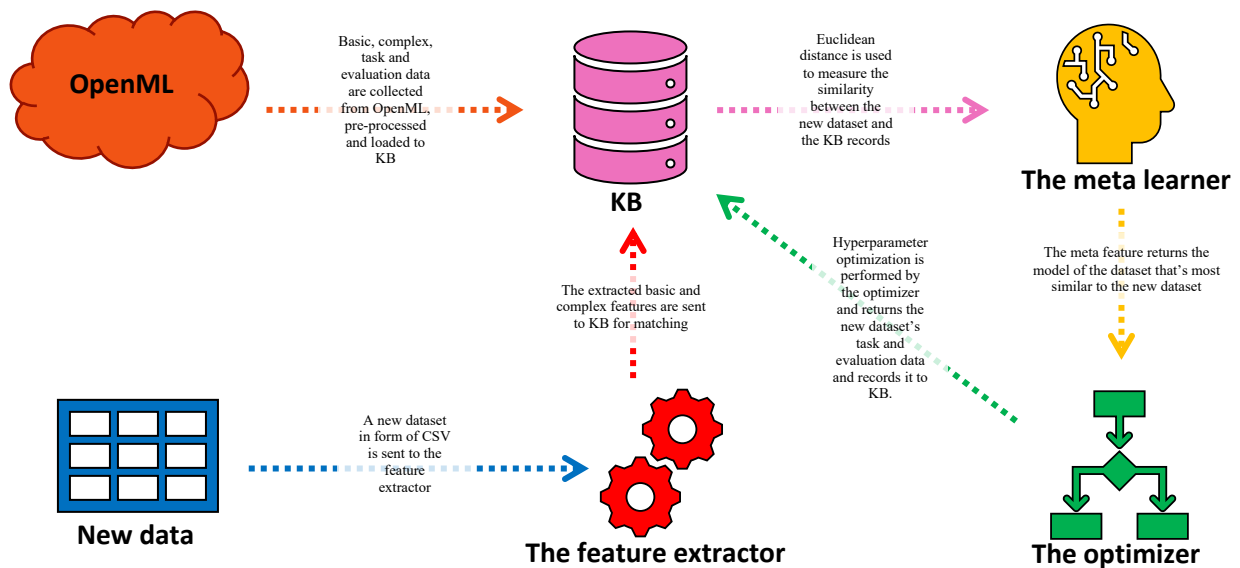 OpenML
Basic, complex,
task and
evaluation data
are collected
from OpenML,
pre-processed
and loaded to
KB
KB
Euclidean
distance is used
to measure the
similarity
between the
new dataset and
the KB records
The meta learner
The extracted basic and
complex features are sent
to KB for matching
Hyperparameter
optimization is
performed by
the optimizer
and returns the
new dataset's
task and
evaluation data
and records it to
KB.
The meta feature returns the
model of the dataset that's most
similar to the new dataset
New data
A new dataset
in form of CSV
is sent to the
feature
extractor
The feature extractor
The optimizer